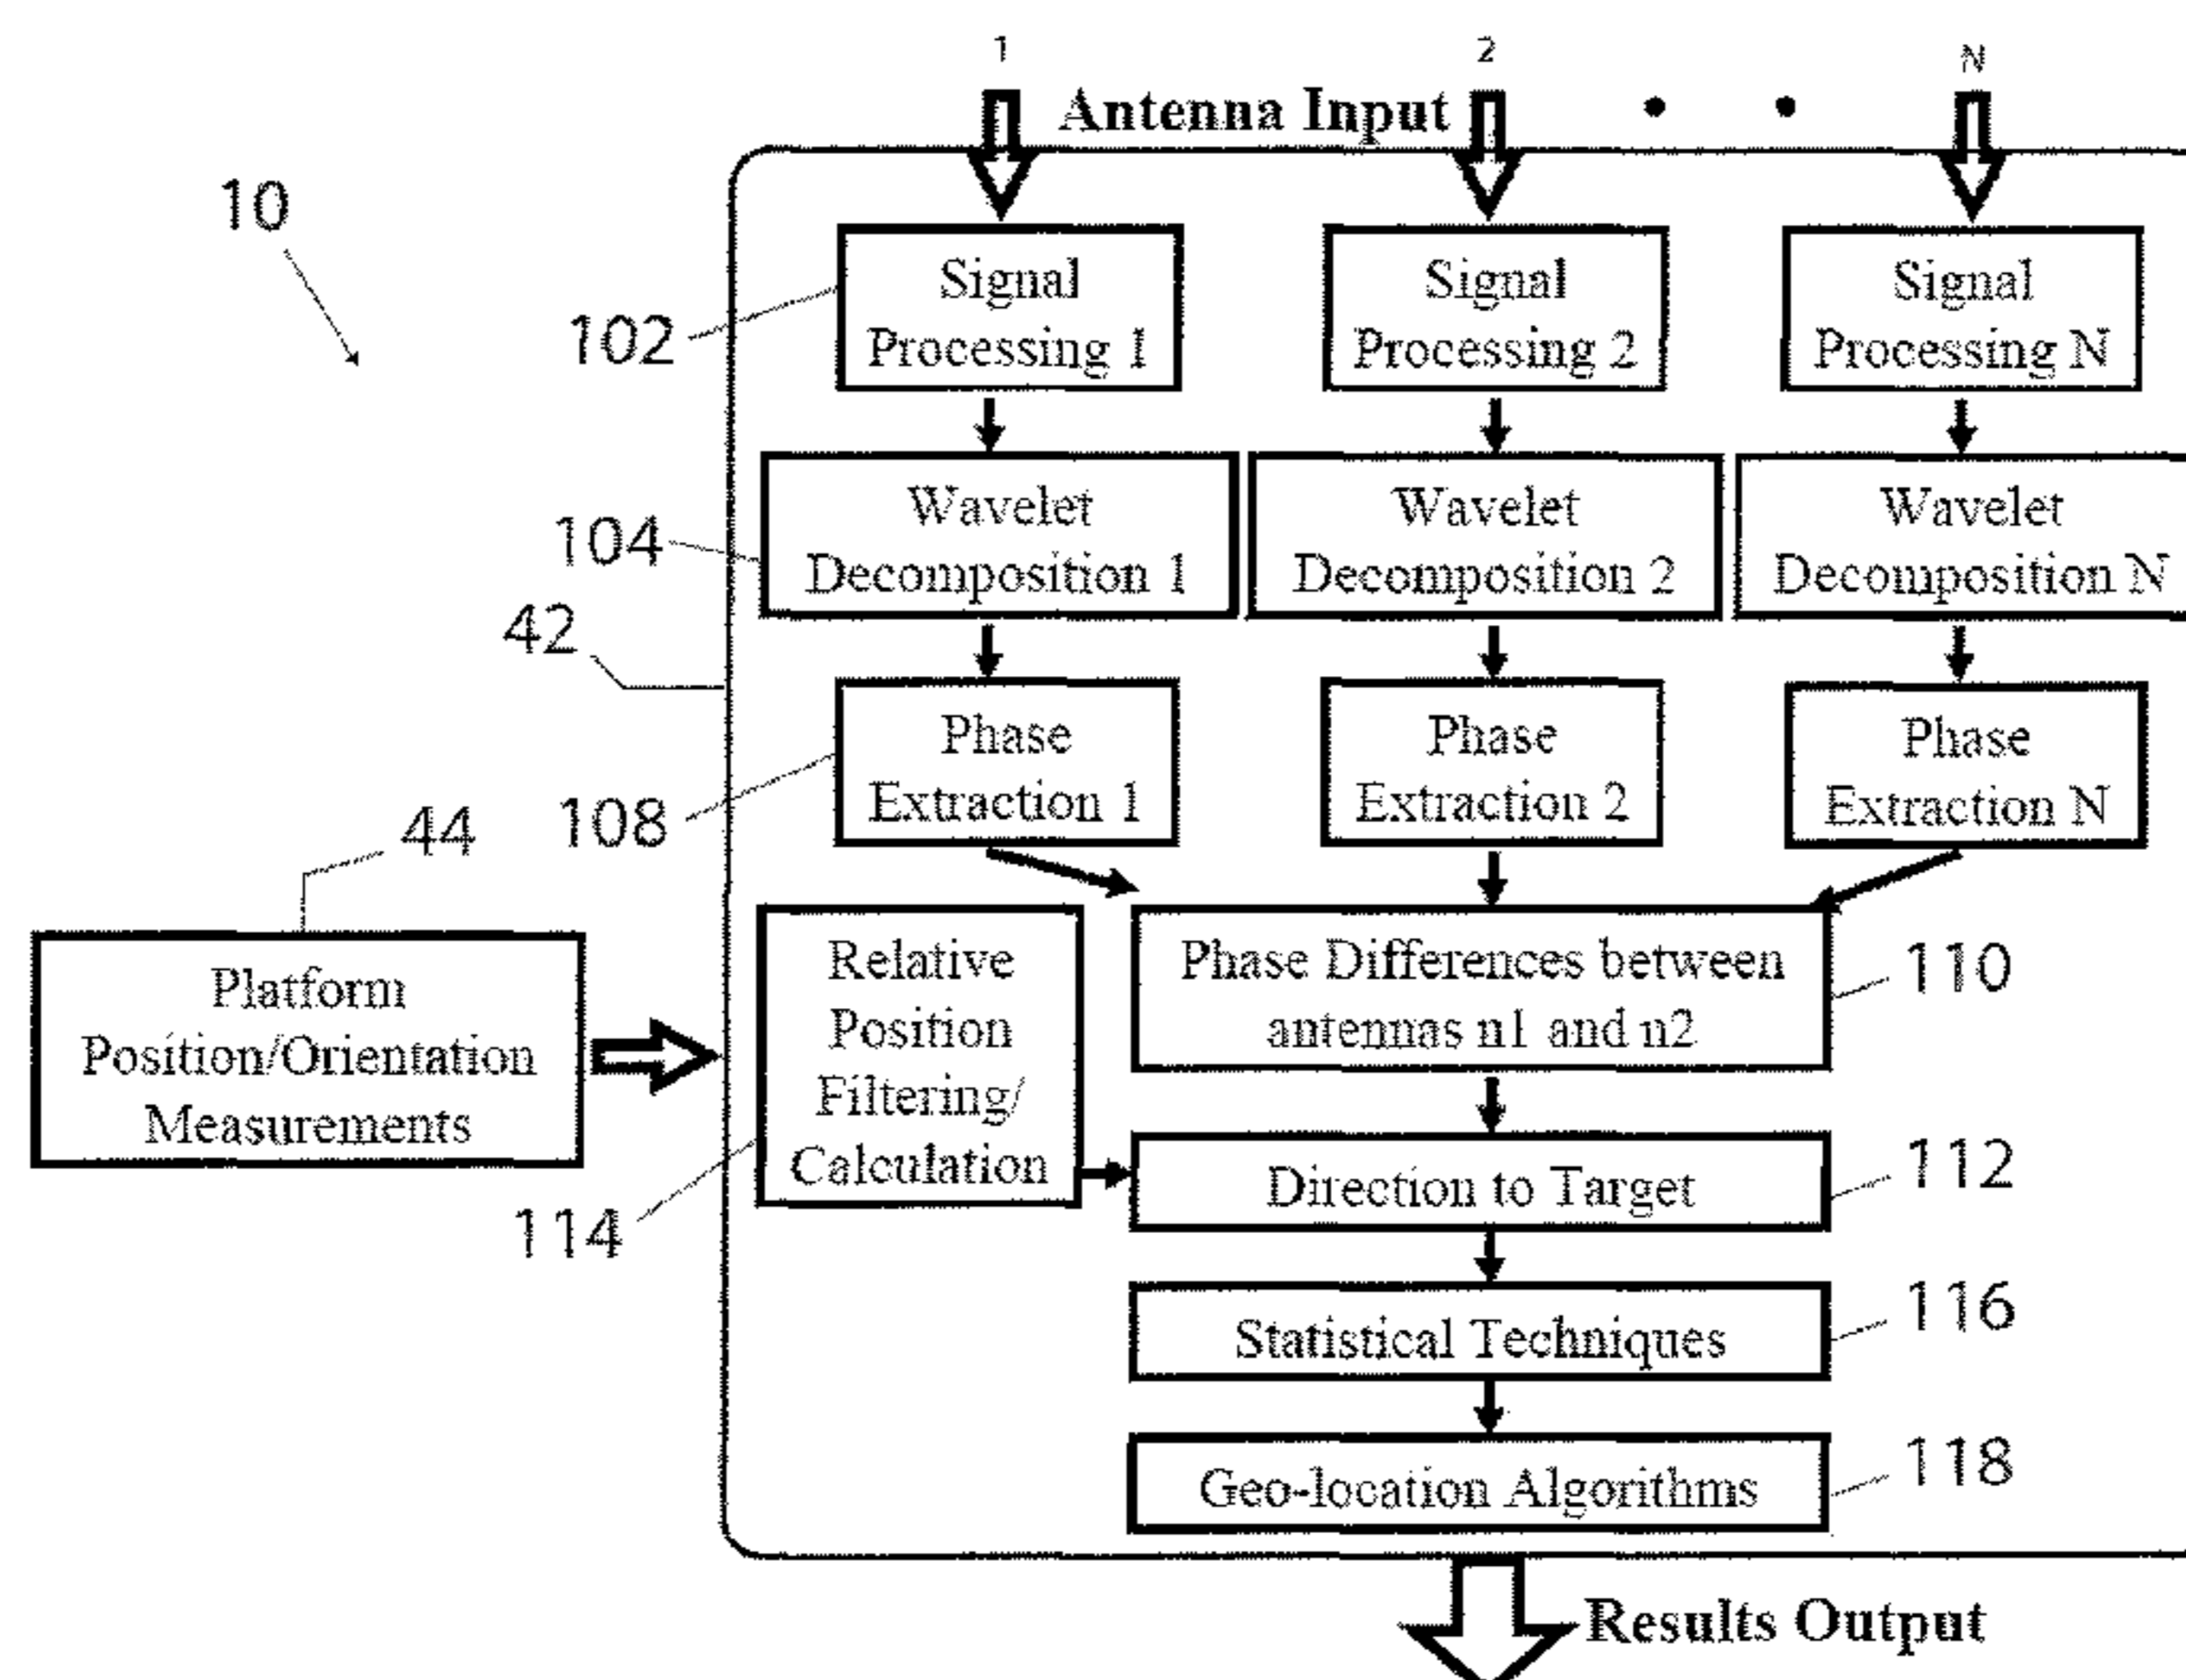 1 2 N
Antenna Input
10
Signal
Processing 1
Signal
Processing 2
Signal
Processing N
102
Wavelet
Decomposition 1
Wavelet
Decomposition 2
Wavelet
Decomposition N
104
42
Phase
Extraction 1
Phase
Extraction 2
Phase
Extraction N
108
44
Platform
Position/Orientation
Measurements
Relative
Position
Filtering/
Calculation
114
Phase Differences between
antennas n1 and n2
110
Direction to Target
112
Statistical Techniques
116
Geo-location Algorithms
118
Results Output